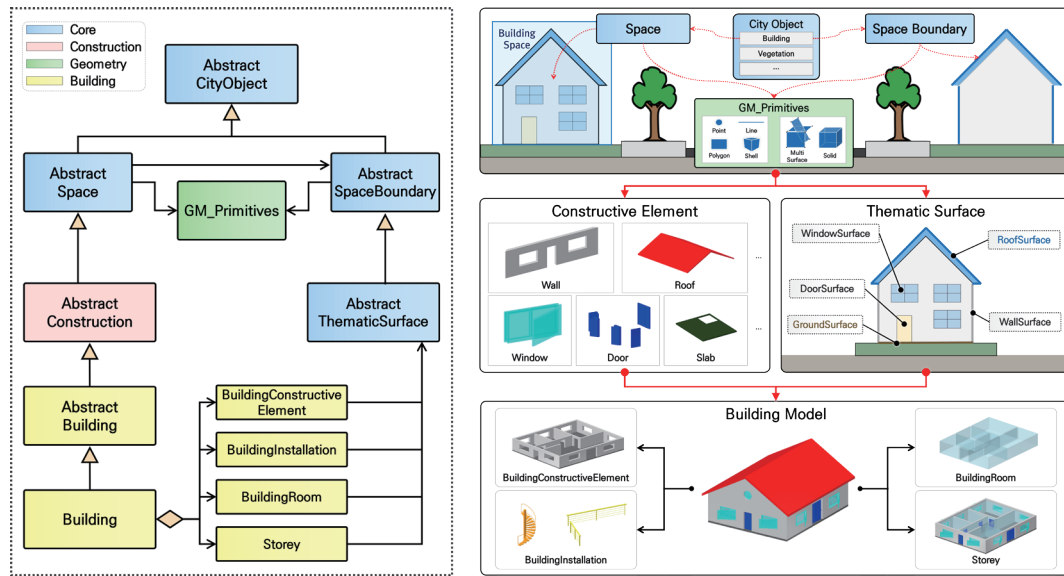 Core
Construction
Geometry
Building
Abstract
CityObject
Abstract
Space
Abstract
SpaceBoundary
GM_Primitives
Abstract
Construction
Abstract
ThematicSurface
Abstract
Building
BuildingConstructive
Element
BuildingInstallation
BuildingRoom
Building
Storey
Building
Space
Space
City Object
Building
Vegetation
...
Space Boundary
GM_Primitives
Point
Line
Polygon
Shell
Multi
Surface
Solid
Constructive Element
Wall
Roof
...
Window
Door
Slab
...
Thematic Surface
WindowSurface
RoofSurface
DoorSurface
GroundSurface
WallSurface
Building Model
BuildingConstructiveElement
BuildingRoom
BuildingInstallation
Storey